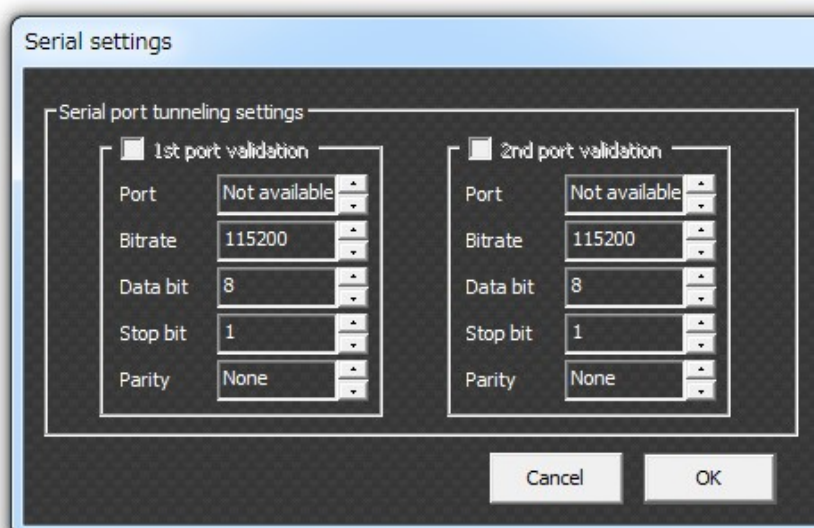 Serial settings
Serial port tunneling settings
1st port validation
Port Not available
Bitrate 115200
Data bit 8
Stop bit 1
Parity None
2nd port validation
Port Not available
Bitrate 115200
Data bit 8
Stop bit 1
Parity None
Cancel OK